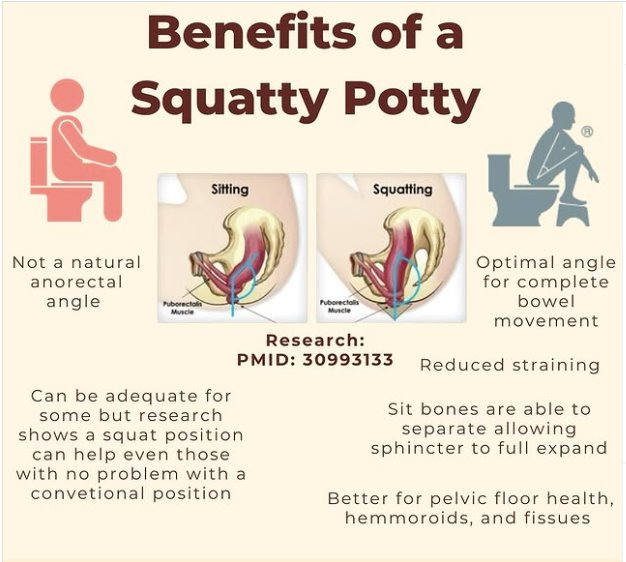 Benefits of a
Squatty Potty
®
Sitting
Squatting
Puborectalis
Muscle
Puborectalis
Muscle
Not a natural
anorectal
angle
Optimal angle
for complete
bowel
movement
Research:
PMID: 30993133
Reduced straining
Can be adequate for
some but research
shows a squat position
can help even those
with no problem with a
convetional position
Sit bones are able to
separate allowing
sphincter to full expand
Better for pelvic floor health,
hemmoroids, and fissues